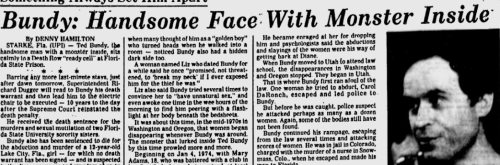 Bundy: Handsome Face With Monster Inside
By DENNY HAMILTON
STARKE, Fla. (UPI) — Ted Bundy, the
handsome man with a monster inside, sits
calmly in a Death Row "ready cell" at Florida
State Prison.
Barring any more last-minute stays, just
after dawn tomorrow, Superintendent Richard
Dugger will read to Bundy his death
warrant and then lead him to the electric
chair to be executed — 10 years to the day
after the Supreme Court reinstated the
death penalty.
He received the death sentence for the
murders and sexual mutilation of two Florida
State University sorority sisters.
Bundy also has been sentenced to die for
the abduction and murder of a 12-year-old
Lake City, Fla., girl — for which a death
warrant has been signed — and is suspected
when many thought of him as a "golden boy"
who turned heads when he walked into a
room — noticed Bundy also had a hidden
dark side too.
A woman named Liz who dated Bundy for
a while said he once "promised, not threatened,
to 'break my neck' if I ever exposed
him for the thief he was."
Liz also said Bundy tried several times to
convince her to "have unnatural sex," and
even awoke one time in the wee hours of the
morning to find him peering with a flashlight
at her body beneath the bedsheets.
It was about this time, in the mid-1970s in
Washington and Oregon, that women began
disappearing whenever Bundy was around.
The monster that lurked inside Ted Bundy
by this time prowled more and more.
Beginning on Jan. 4, 1974, with Mary
Adams, 18, who was battered with a club in
He became enraged at her for dropping
him and psychologists said the abductions
and slayings of the women were his way of
getting back at Diane.
When Bundy moved to Utah to attend law
school, the disappearances in Washington
and Oregon stopped. They began in Utah.
That is where Bundy first ran afoul of the
law. One woman he tried to abduct, Carol
DaRonch, escaped and led police to
Bundy.
But before he was caught, police suspect
he abducted perhaps as many as a dozen
women. Again, some of the bodies still have
not been found.
Bundy continued his rampage, escaping
from the law several times and attacking
scores of women. He was in jail in Colorado,
charged with the murder of a nurse in Snowmass,
Colo., when he escaped and made his